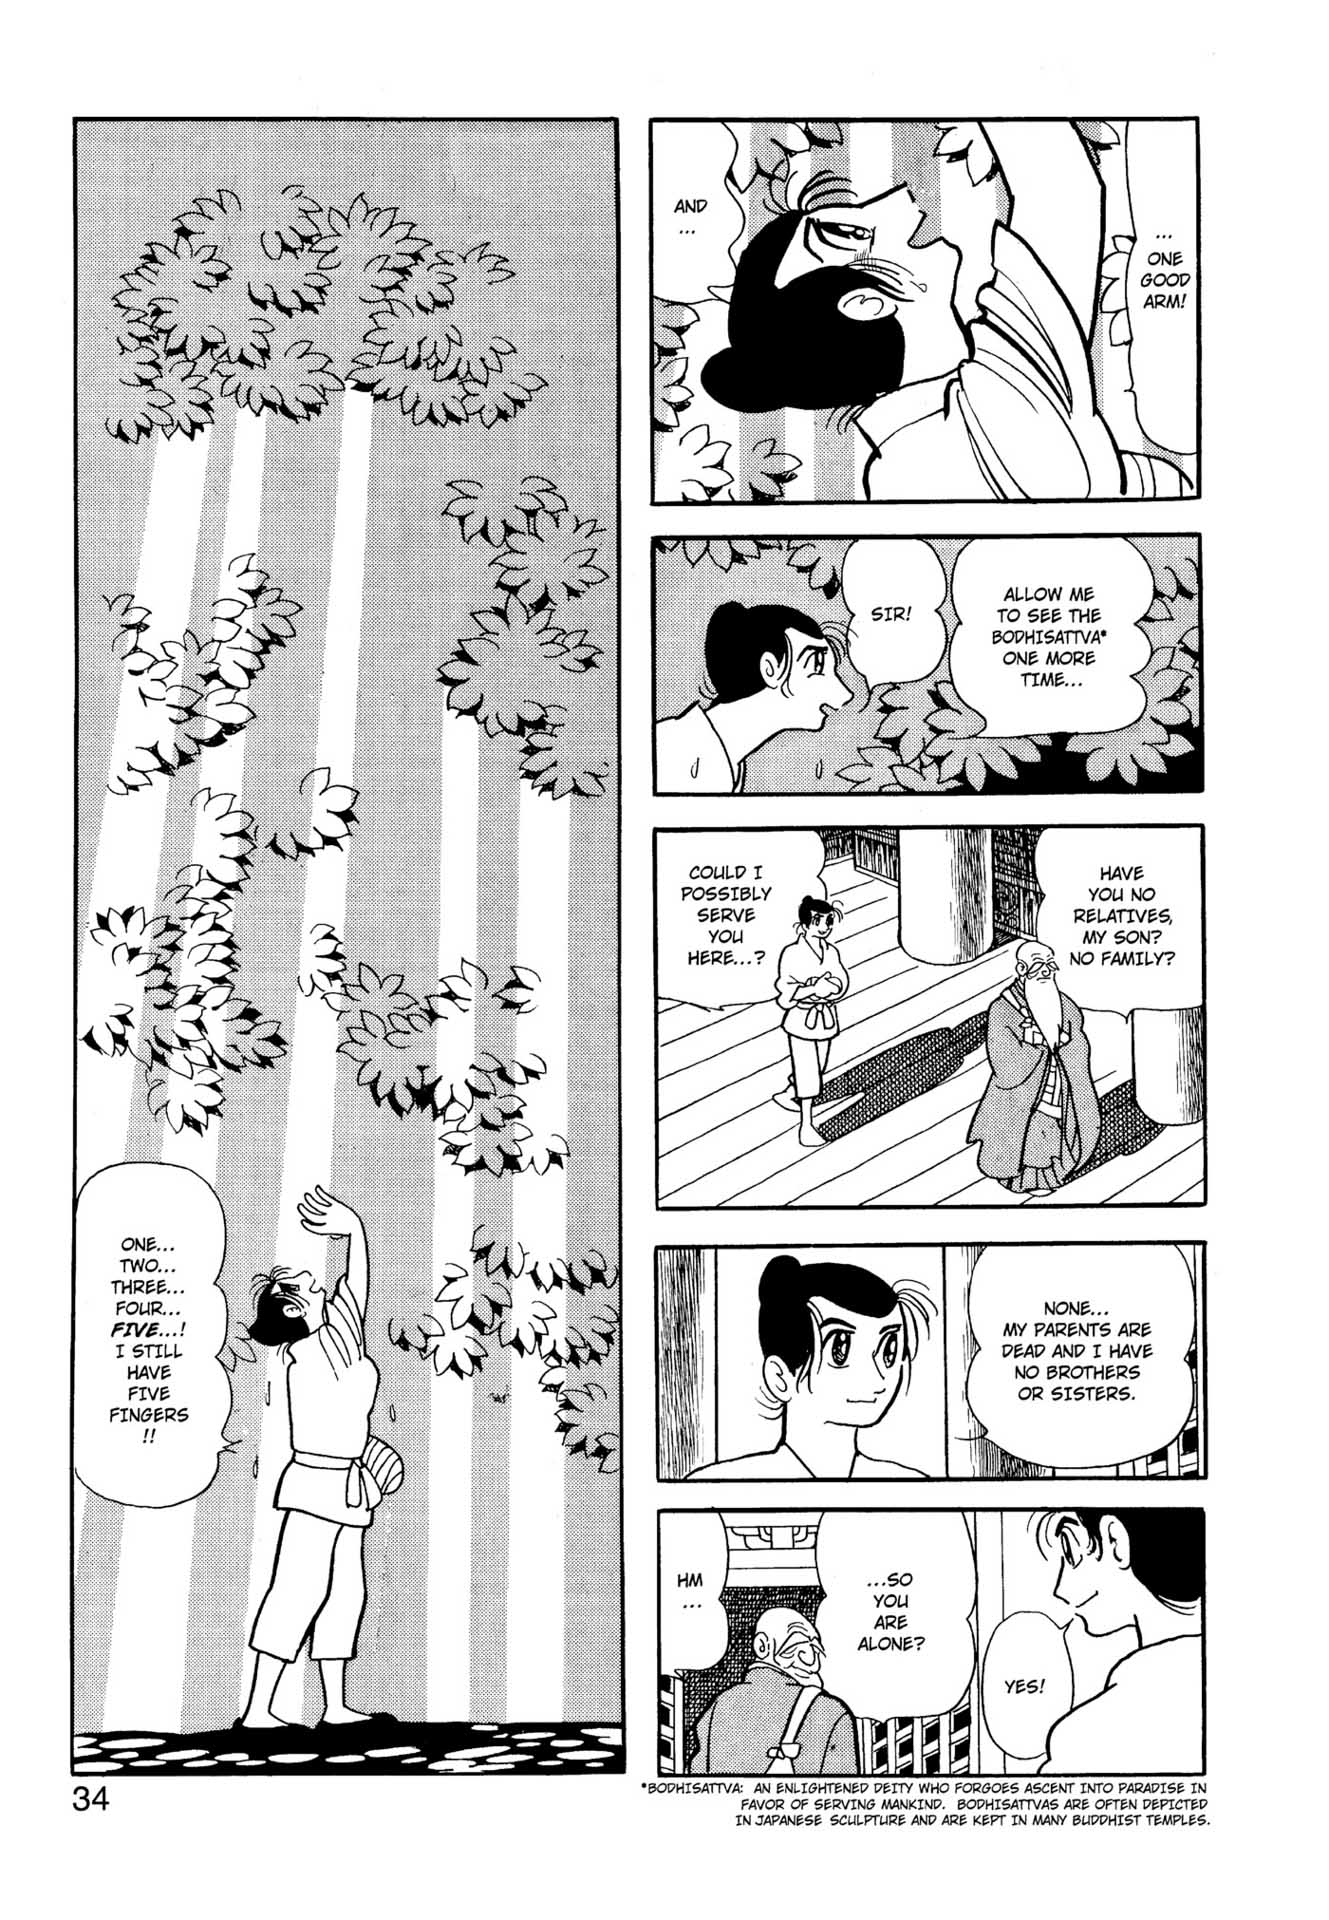 ONE...
TWO...
THREE...
FOUR...
FIVE...!
I STILL
HAVE
FIVE
FINGERS
!!
AND
...
...
ONE
GOOD
ARM!
SIR!
ALLOW ME
TO SEE THE
BODHISATTVA*
ONE MORE
TIME...
COULD I
POSSIBLY
SERVE
YOU
HERE...?
HAVE
YOU NO
RELATIVES,
MY SON?
NO FAMILY?
NONE...
MY PARENTS ARE
DEAD AND I HAVE
NO BROTHERS
OR SISTERS.
HM
...
...SO
YOU
ARE
ALONE?
YES!
*BODHISATTVA: AN ENLIGHTENED DEITY WHO FORGOES ASCENT INTO PARADISE IN
FAVOR OF SERVING MANKIND. BODHISATTVAS ARE OFTEN DEPICTED
IN JAPANESE SCULPTURE AND ARE KEPT IN MANY BUDDHIST TEMPLES.
34